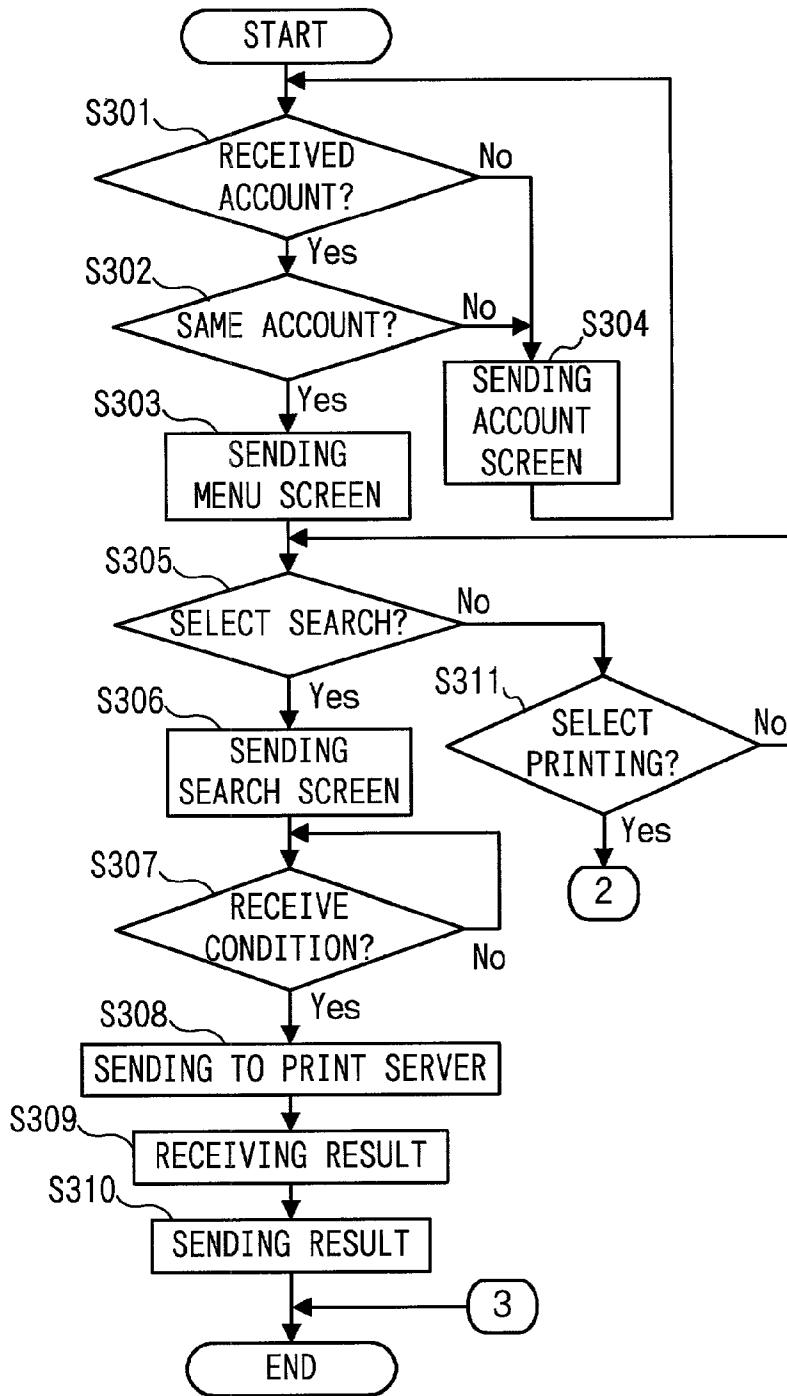 START
S301
RECEIVED
ACCOUNT?
No
Yes
S302
SAME ACCOUNT?
No
S304
SENDING
ACCOUNT
SCREEN
Yes
S303
SENDING
MENU SCREEN
S305
SELECT SEARCH?
No
Yes
S311
SELECT
PRINTING?
No
Yes
2
S306
SENDING
SEARCH SCREEN
S307
RECEIVE
CONDITION?
No
Yes
S308
SENDING TO PRINT SERVER
S309
RECEIVING RESULT
S310
SENDING RESULT
3
END